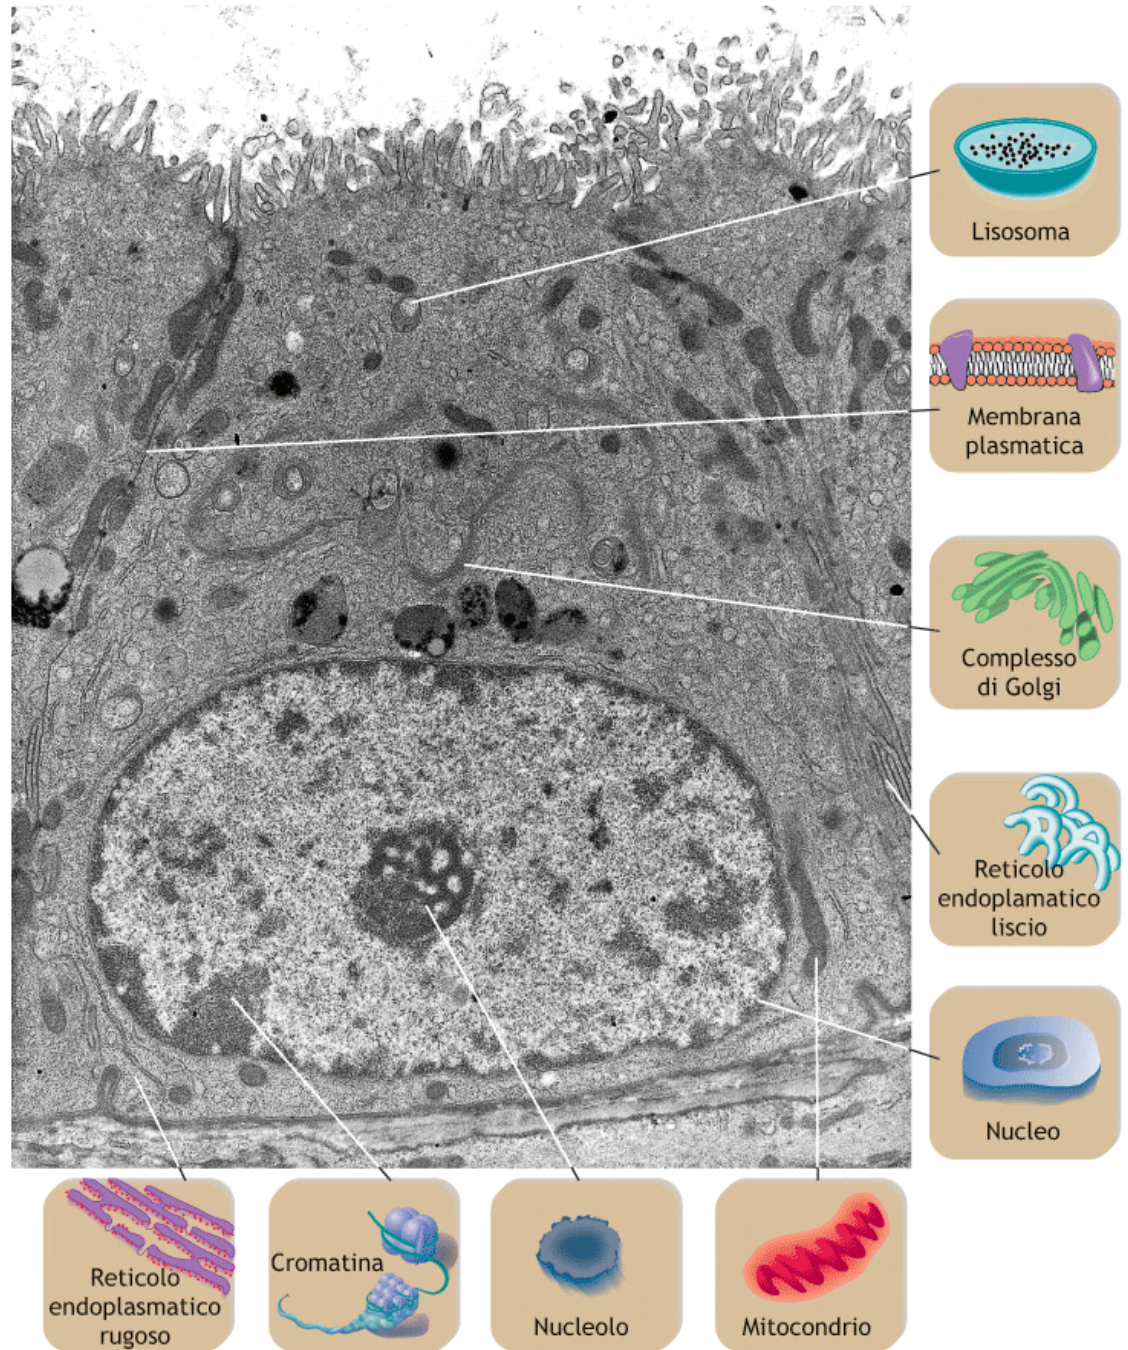 Lisosoma
Membrana
plasmatica
Complesso
di Golgi
Reticolo
endoplamatico
liscio
Nucleo
Reticolo
endoplasmatico
rugoso
Cromatina
Nucleolo
Mitocondrio